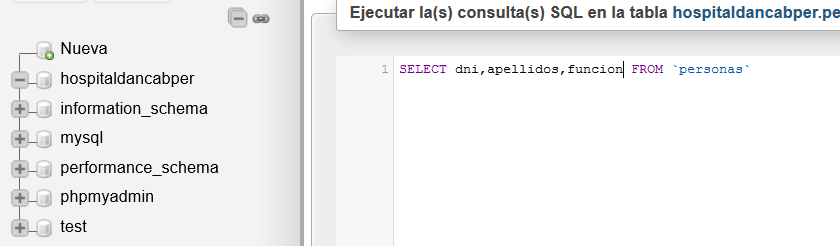 Nueva
hospitaldancabper
information_schema
mysql
performance_schema
phpmyadmin
test
Ejecutar la(s) consulta(s) SQL en la tabla hospitaldancabper.pe
1 SELECT dni,apellidos,funcion FROM `personas`